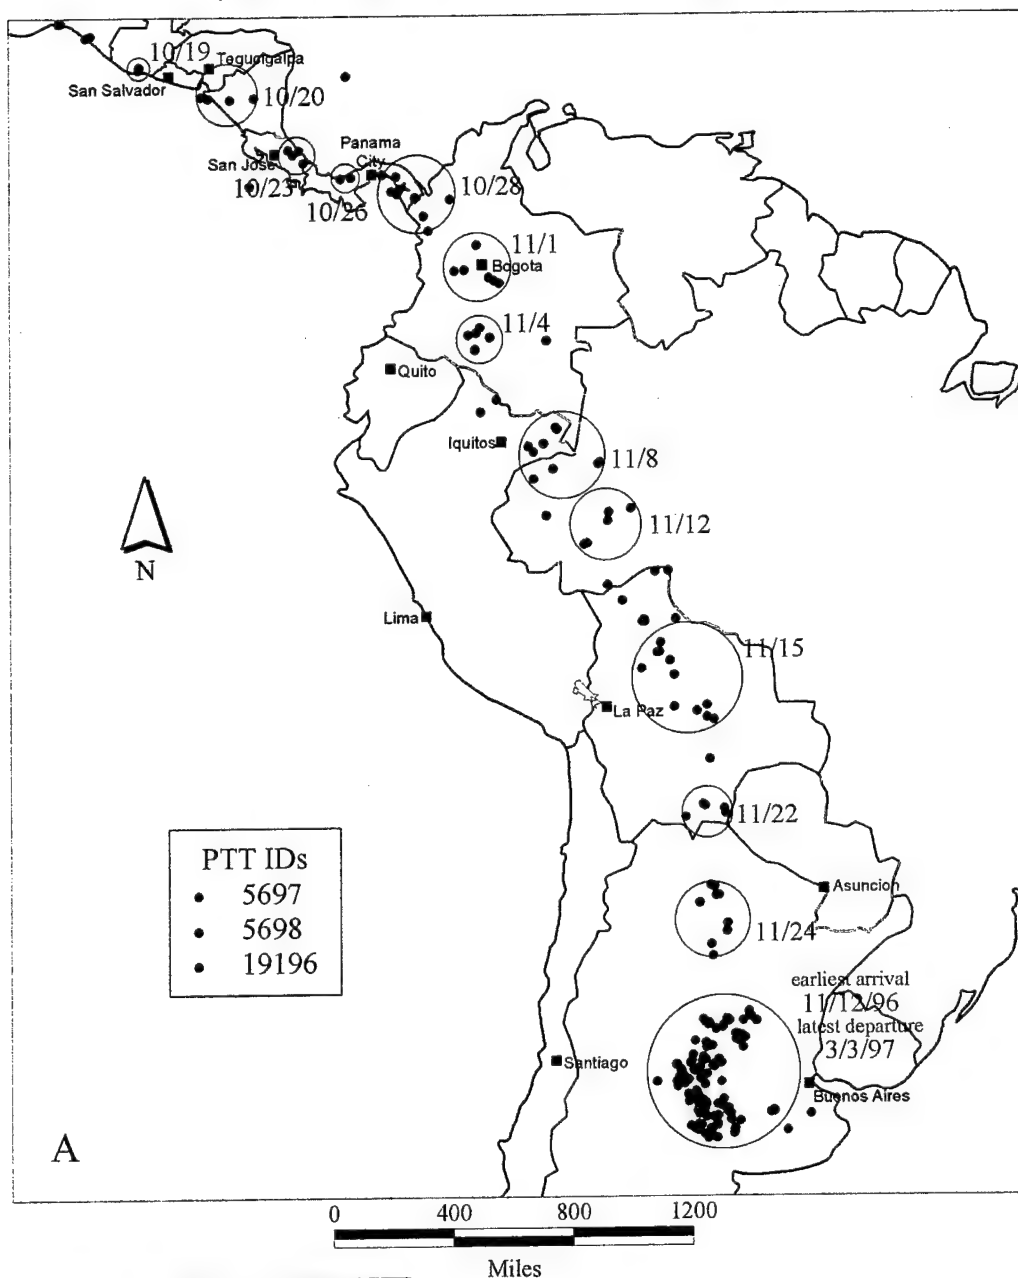 10/19
Tegucigalpa
San Salvador
10/20
Panama
City
San Jose
10/23
10/26
10/28
11/1
Bogota
11/4
Quito
Iquitos
11/8
11/12
N
Lima
11/15
La Paz
11/22
PTT IDs
5697
5698
19196
Asuncion
11/24
earliest arrival
11/12/96
latest departure
3/3/97
Santiago
Buenos Aires
A
0 400 800 1200
Miles